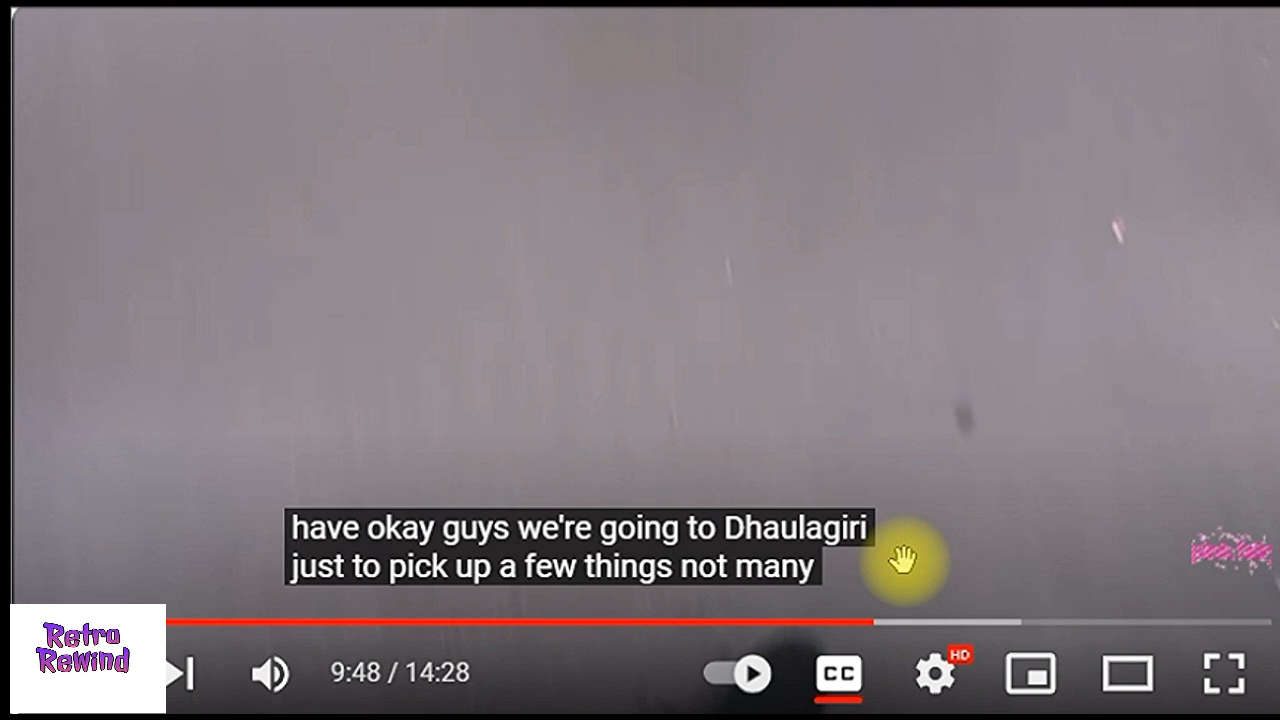 have okay guys we're going to Dhaulagiri
just to pick up a few things not many
Retro
Rewind
9:48 / 14:28
CC
HD